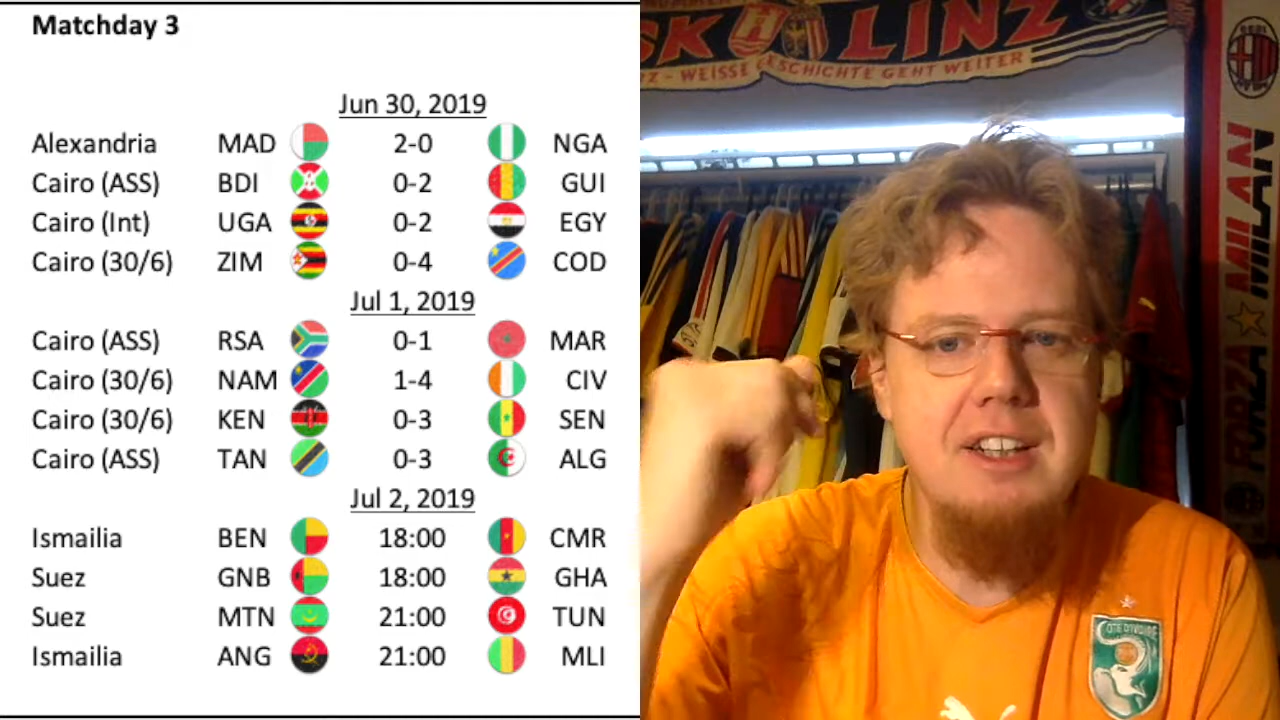 Matchday 3
Jun 30, 2019
Alexandria MAD 2-0 NGA
Cairo (ASS) BDI 0-2 GUI
Cairo (Int) UGA 0-2 EGY
Cairo (30/6) ZIM 0-4 COD
Jul 1, 2019
Cairo (ASS) RSA 0-1 MAR
Cairo (30/6) NAM 1-4 CIV
Cairo (30/6) KEN 0-3 SEN
Cairo (ASS) TAN 0-3 ALG
Jul 2, 2019
Ismailia BEN 18:00 CMR
Suez GNB 18:00 GHA
Suez MTN 21:00 TUN
Ismailia ANG 21:00 MLI
SK LINZ
Z - WEISSE GESCHICHTE GEHT WEITER
FORZA MILAN